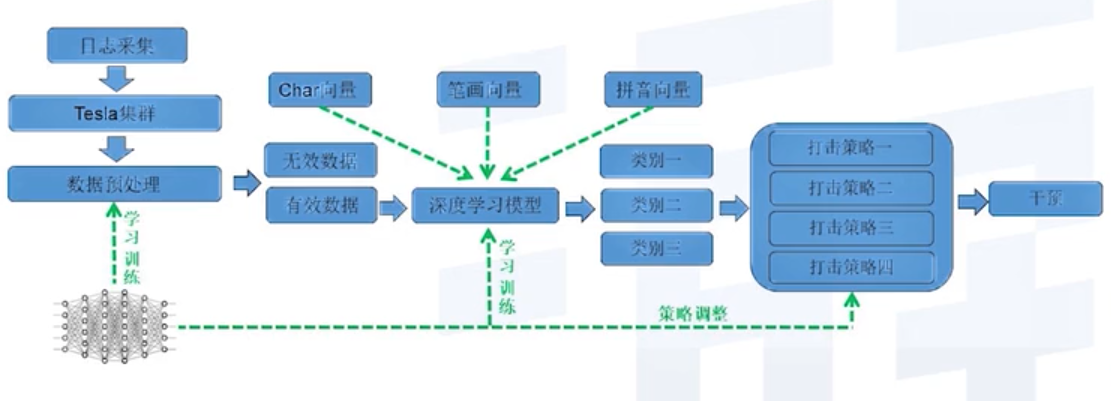 日志采集
Tesla集群
数据预处理
学习训练
Char向量
笔画向量
拼音向量
无效数据
有效数据
深度学习模型
学习训练
类别一
类别二
类别三
打击策略一
打击策略二
打击策略三
打击策略四
干预
策略调整